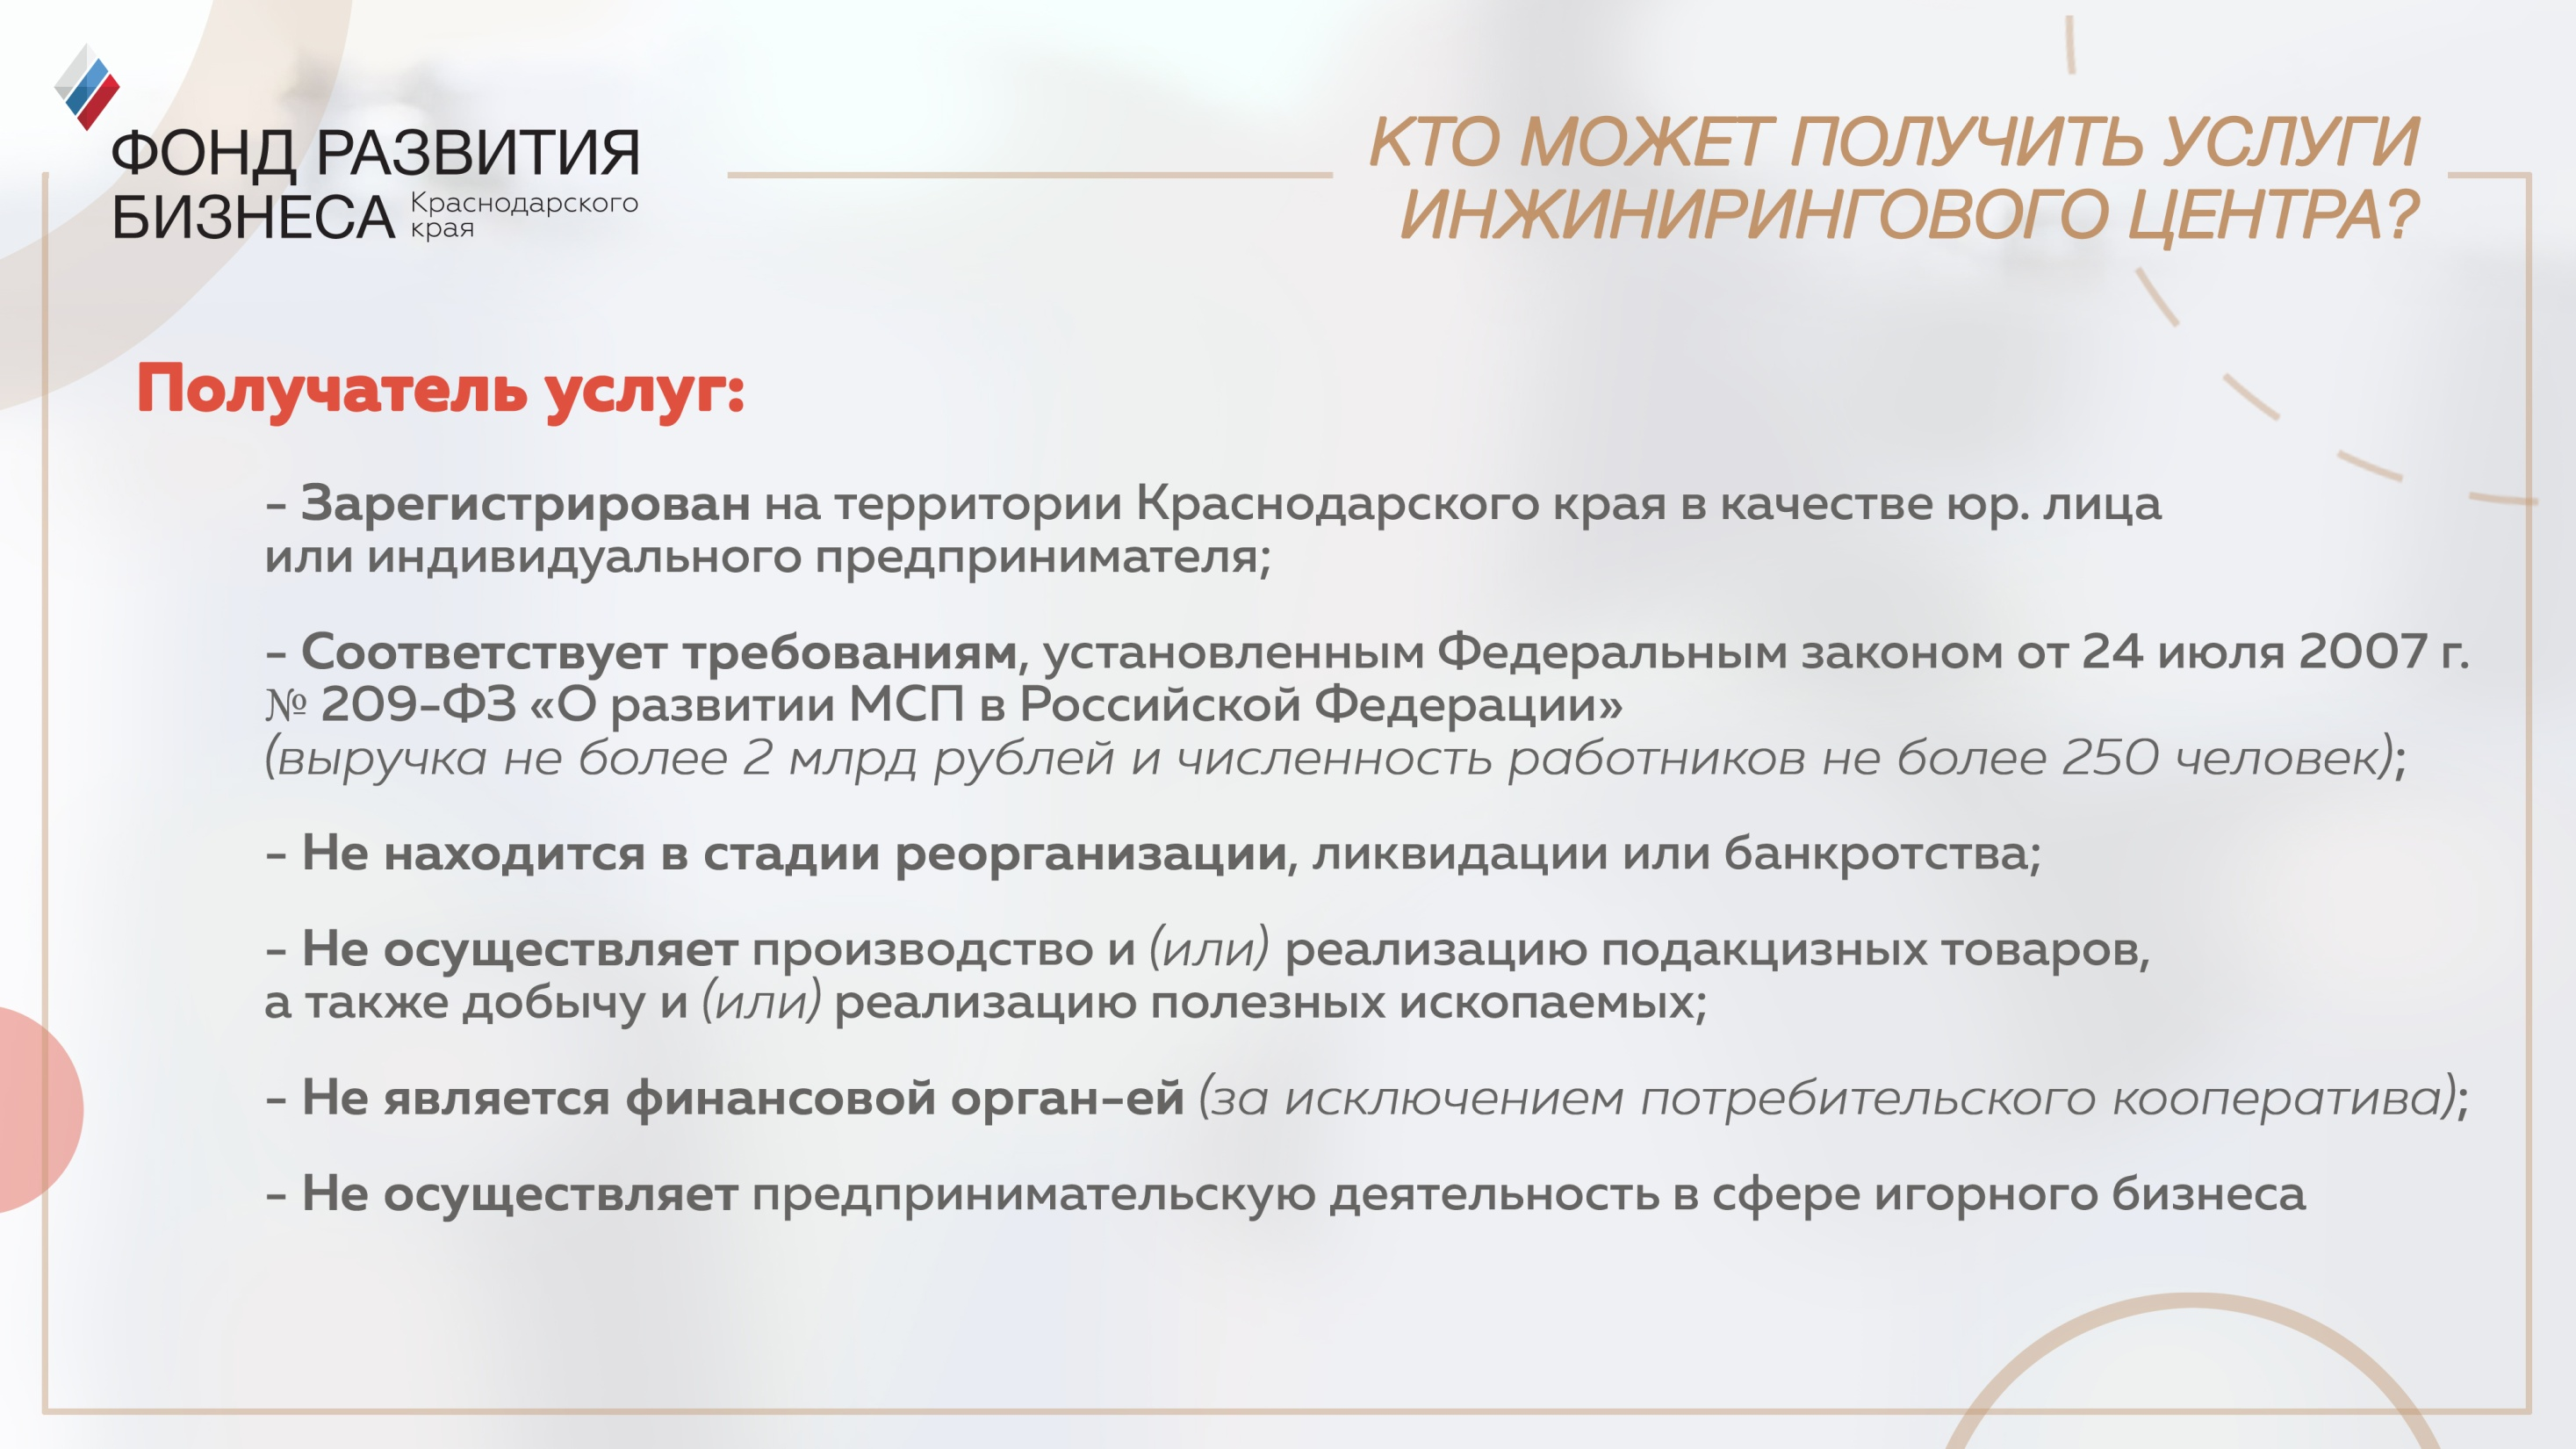 ФОНД РАЗВИТИЯ
БИЗНЕСА Краснодарского
края
КТО МОЖЕТ ПОЛУЧИТЬ УСЛУГИ
ИНЖИНИРИНГОВОГО ЦЕНТРА?
Получатель услуг:
- Зарегистрирован на территории Краснодарского края в качестве юр. лица
или индивидуального предпринимателя;
- Соответствует требованиям, установленным Федеральным законом от 24 июля 2007 г.
№ 209-ФЗ «О развитии МСП в Российской Федерации»
(выручка не более 2 млрд рублей и численность работников не более 250 человек);
- Не находится в стадии реорганизации, ликвидации или банкротства;
- Не осуществляет производство и (или) реализацию подакцизных товаров,
а также добычу и (или) реализацию полезных ископаемых;
- Не является финансовой орган-ей (за исключением потребительского кооператива);
- Не осуществляет предпринимательскую деятельность в сфере игорного бизнеса